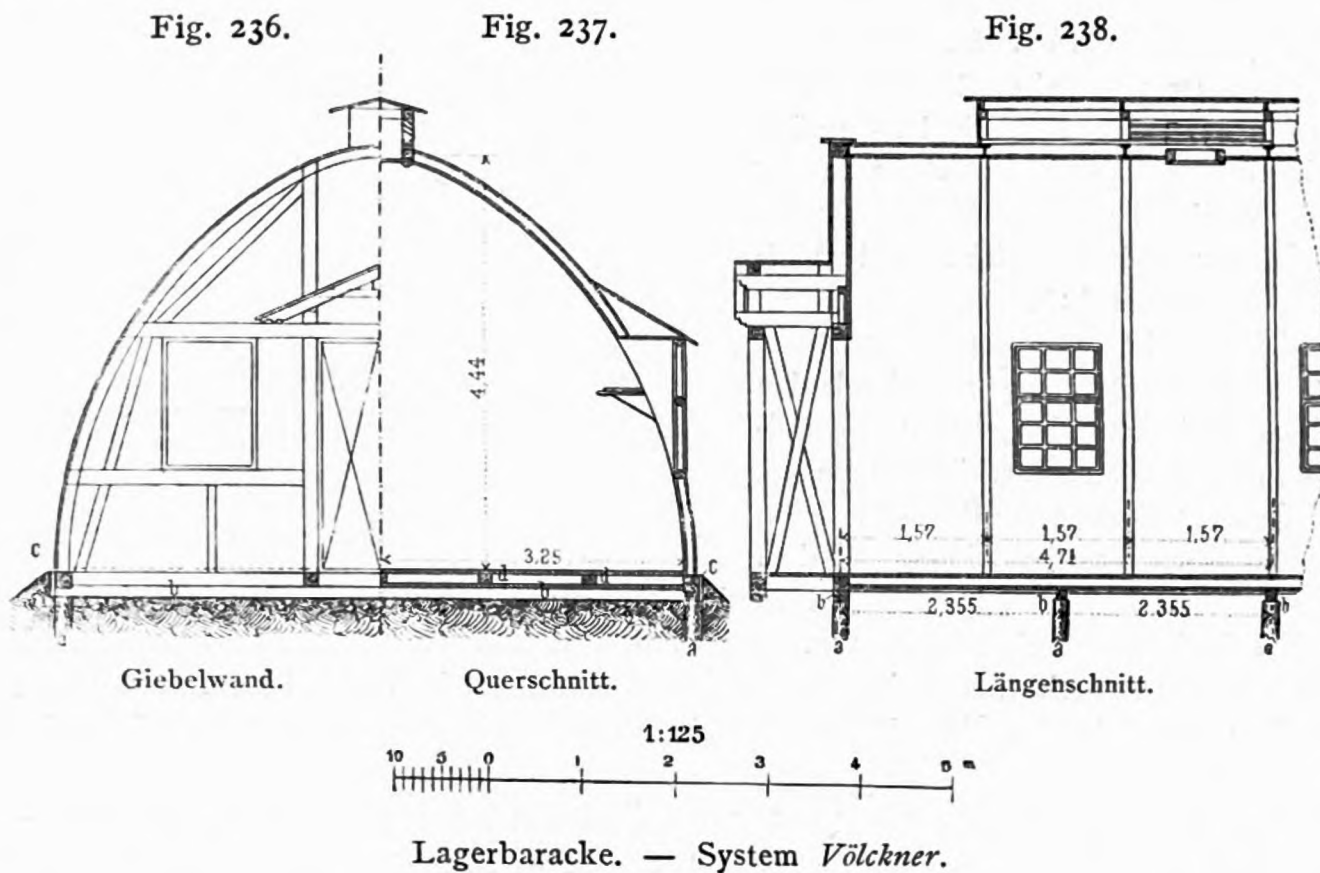 Fig. 236. Fig. 237. Fig. 238.
4,44
C 3,25 C
1,57 1,57 1,57
4,71
b d b d
2,355 2.355
b b b
a a a a
Giebelwand. Querschnitt. Längenschnitt.
1:125
10 5 0 1 2 3 4 5 m
Lagerbaracke. — System Völckner.